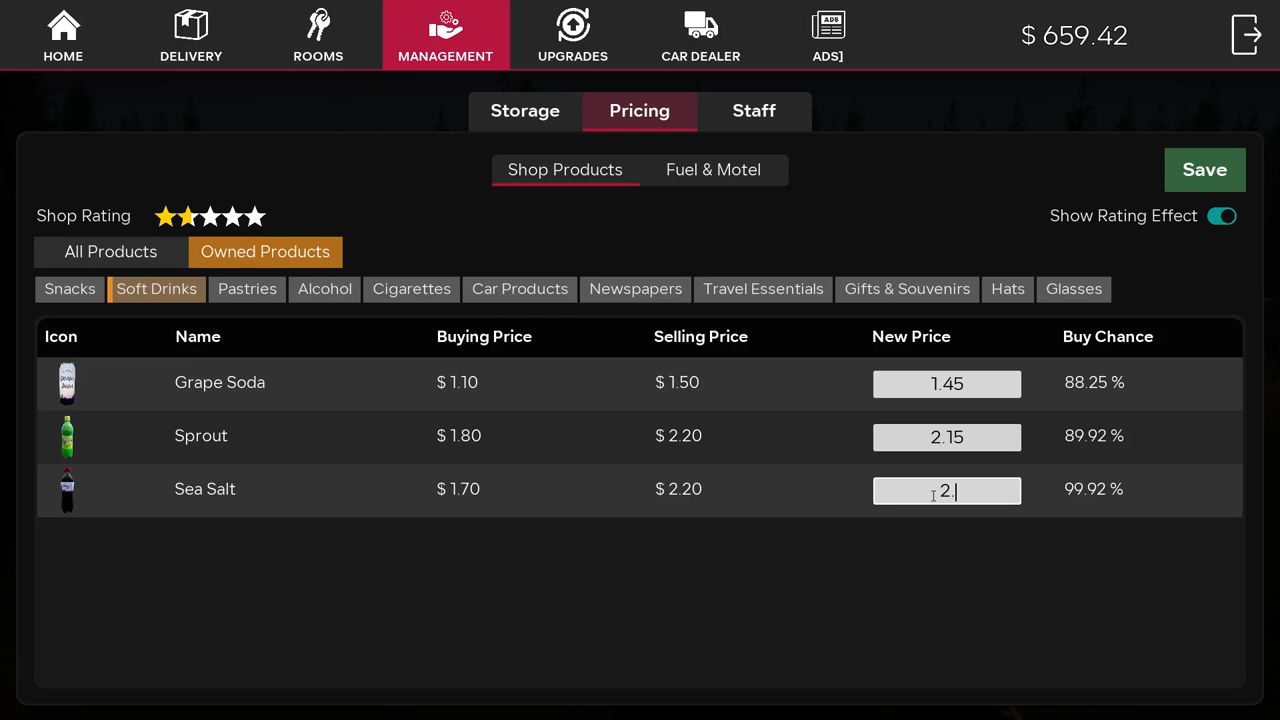 HOME DELIVERY ROOMS MANAGEMENT UPGRADES CAR DEALER ADS] $ 659.42
Storage Pricing Staff
Shop Products Fuel & Motel Save
Shop Rating Show Rating Effect
All Products Owned Products
Snacks Soft Drinks Pastries Alcohol Cigarettes Car Products Newspapers Travel Essentials Gifts & Souvenirs Hats Glasses
Icon Name Buying Price Selling Price New Price Buy Chance
Grape Soda $ 1.10 $ 1.50 1.45 88.25 %
Sprout $ 1.80 $ 2.20 2.15 89.92 %
Sea Salt $ 1.70 $ 2.20 2. 99.92 %